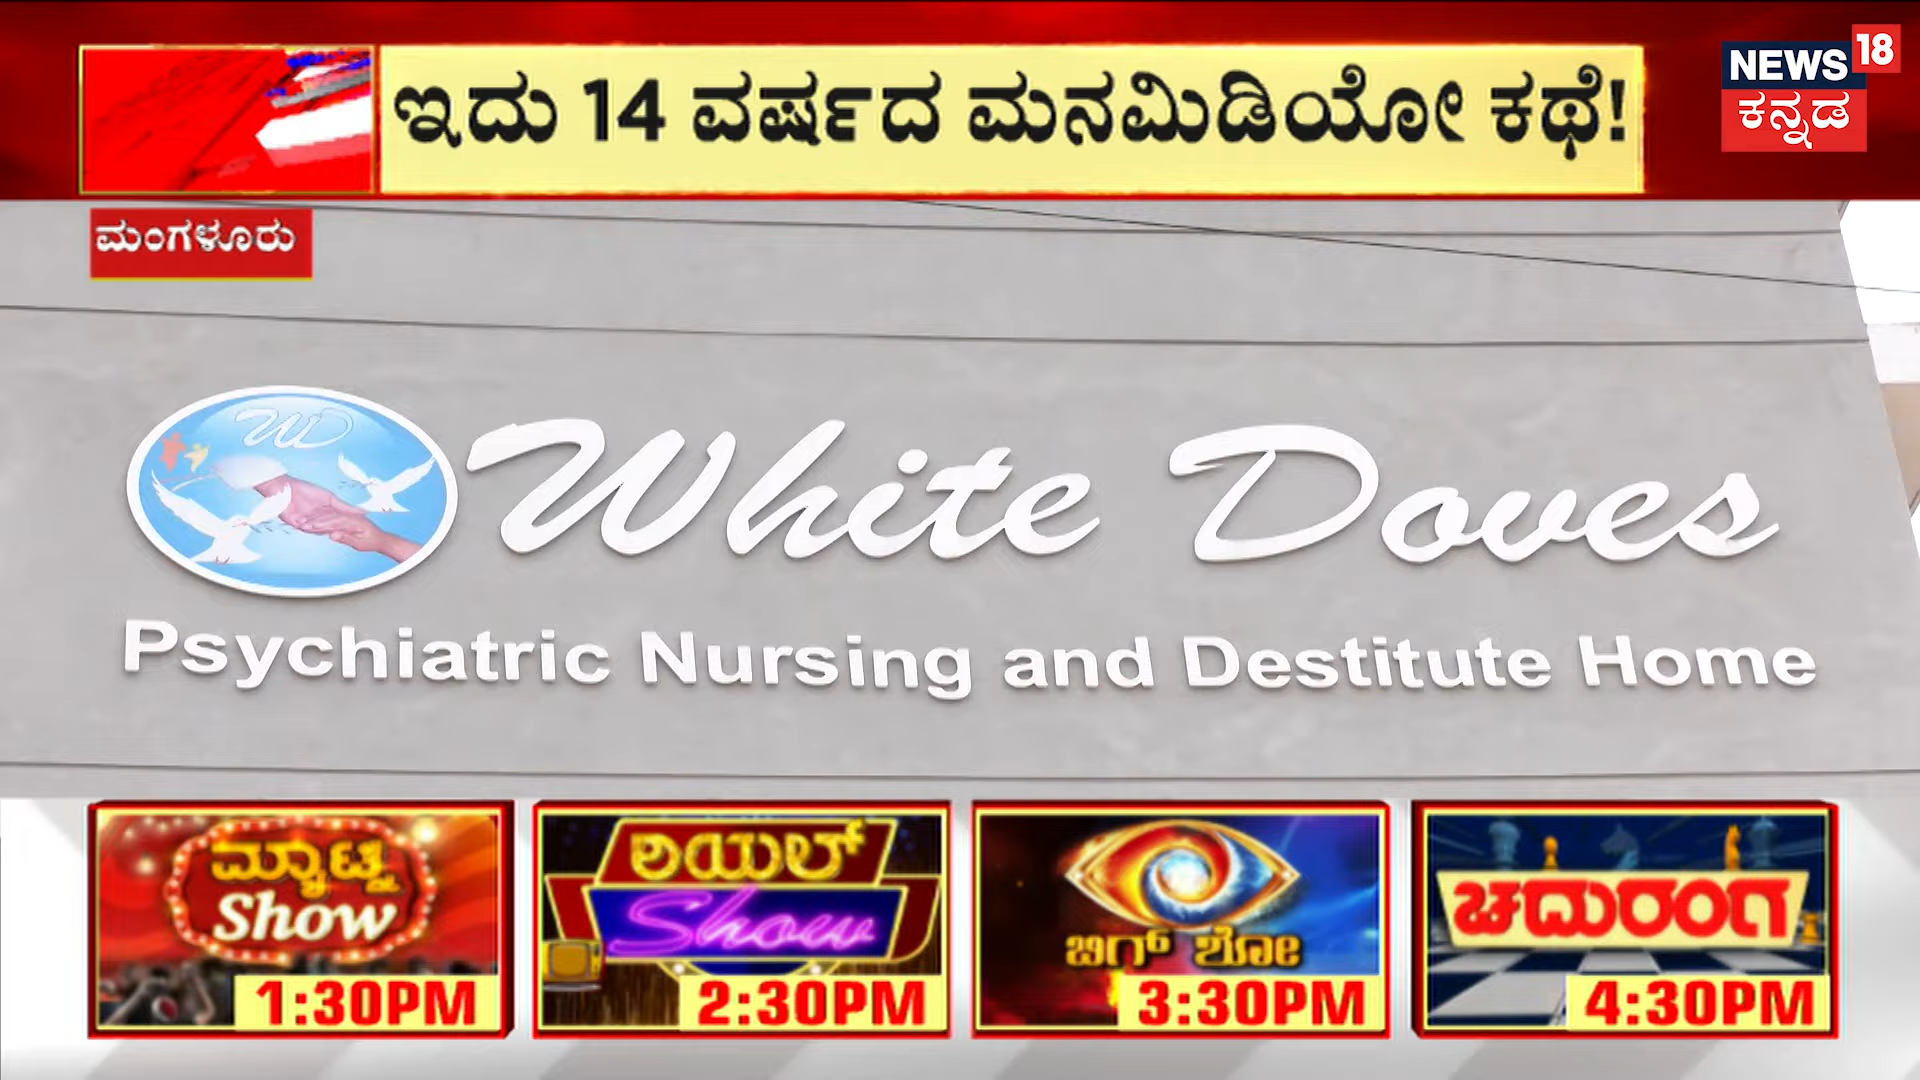 ಇದು 14 ವರ್ಷದ ಮನಮಿಡಿಯೋ ಕಥೆ!
NEWS 18
ಕನ್ನಡ
ಮಂಗಳೂರು
WD
White Doves
Psychiatric Nursing and Destitute Home
ಮ್ಯಾಟ್ನಿ
Show
1:30PM
ರಿಯಲ್
Show
2:30PM
ಬಿಗ್ ಶೋ
3:30PM
ಚದುರಂಗ
4:30PM